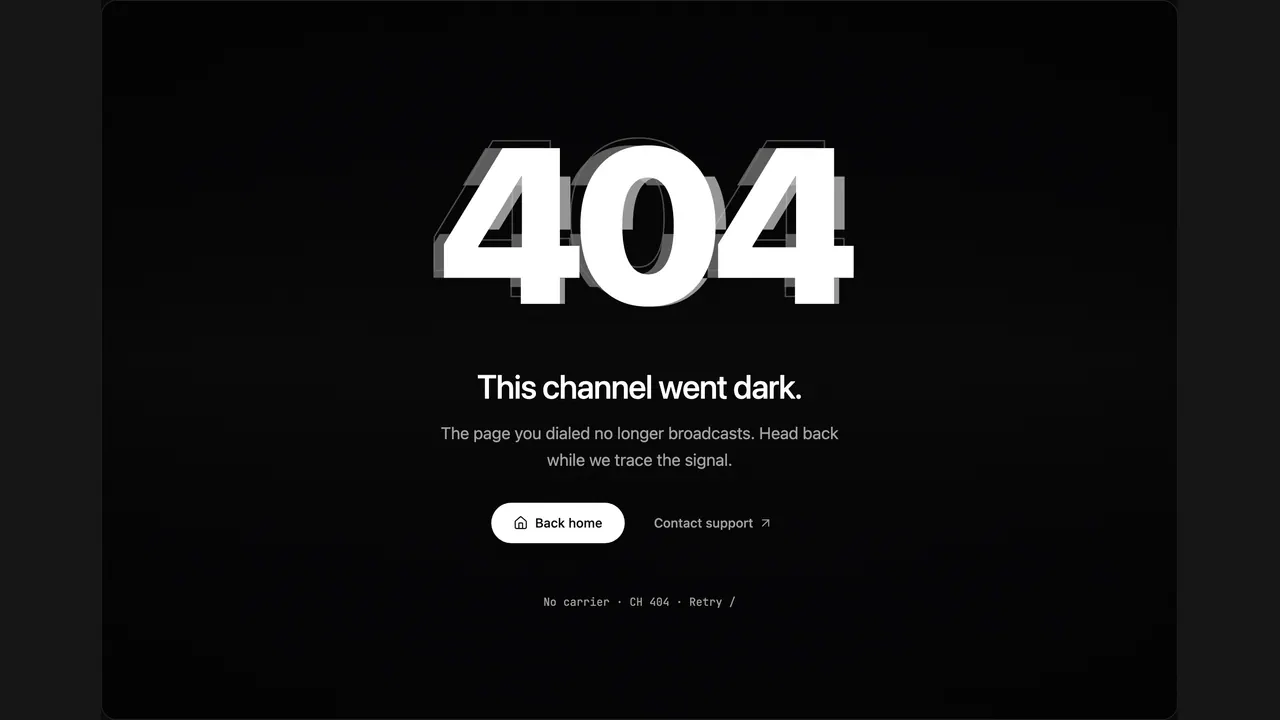 404
This channel went dark.
The page you dialed no longer broadcasts. Head back
while we trace the signal.
Back home
Contact support
No carrier · CH 404 · Retry /